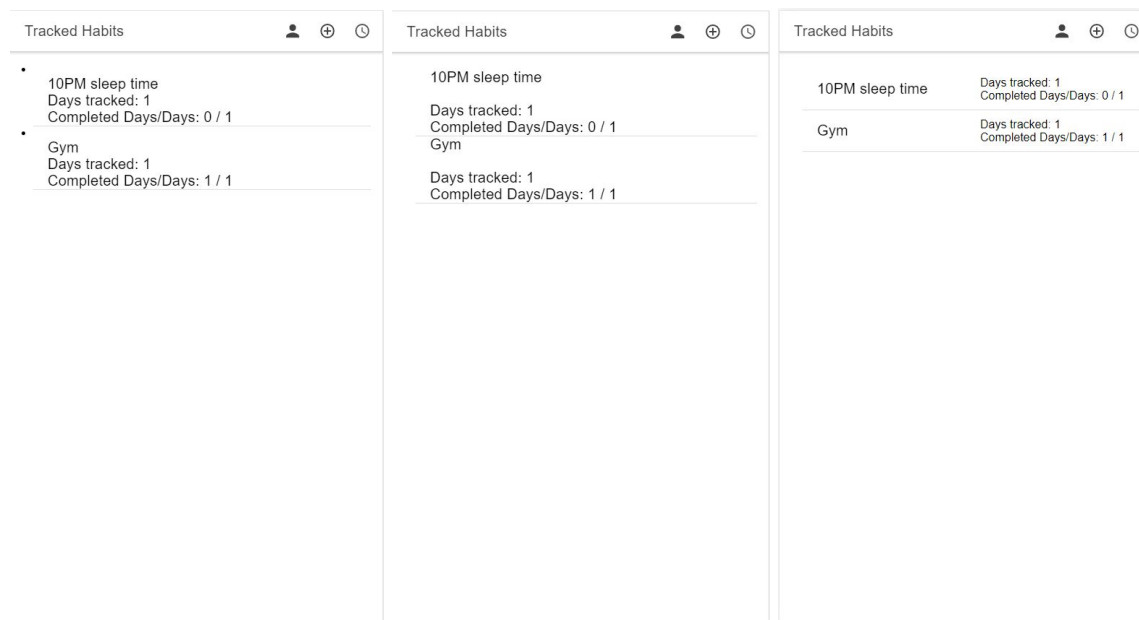 Tracked Habits
10PM sleep time
Days tracked: 1
Completed Days/Days: 0 / 1
Gym
Days tracked: 1
Completed Days/Days: 1 / 1
Tracked Habits
10PM sleep time
Days tracked: 1
Completed Days/Days: 0 / 1
Gym
Days tracked: 1
Completed Days/Days: 1 / 1
Tracked Habits
10PM sleep time
Days tracked: 1
Completed Days/Days: 0 / 1
Gym
Days tracked: 1
Completed Days/Days: 1 / 1